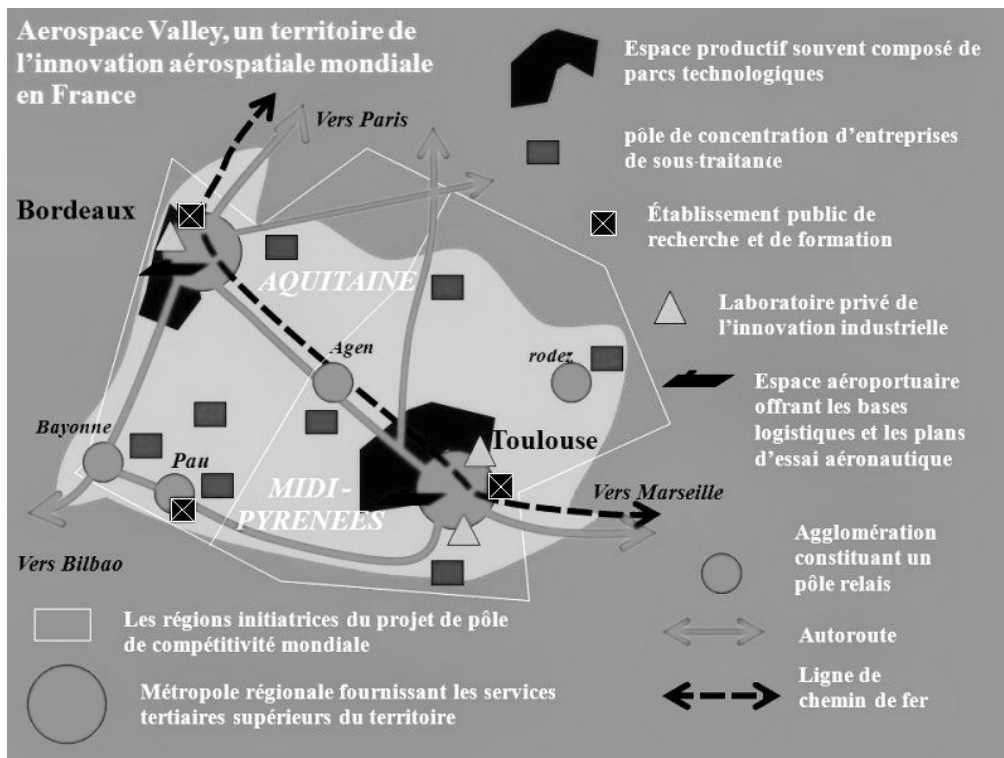 Aerospace Valley, un territoire de
l'innovation aérospatiale mondiale
en France
Espace productif souvent composé de
parcs technologiques
pôle de concentration d'entreprises
de sous-traitante
Établissement public de
recherche et de formation
Laboratoire privé de
l'innovation industrielle
Espace aéroportuaire
offrant les bases
logistiques et les plans
d'essai aéronautique
Agglomération
constituant un
pôle relais
Autoroute
Ligne de
chemin de fer
Vers Paris
Bordeaux
AQUITAINE
Agen
rodez
Bayonne
Pau
Toulouse
MIDI-
PYRENEES
Vers Marseille
Vers Bilbao
Les régions initiatrices du projet de pôle
de compétitivité mondiale
Métropole régionale fournissant les services
tertiaires supérieurs du territoire